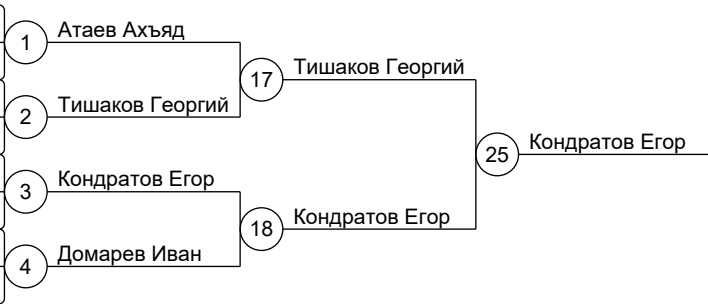 1
Атаев Ахъяд
17
Тишаков Георгий
2
Тишаков Георгий
25
Кондратов Егор
3
Кондратов Егор
18
Кондратов Егор
4
Домарев Иван